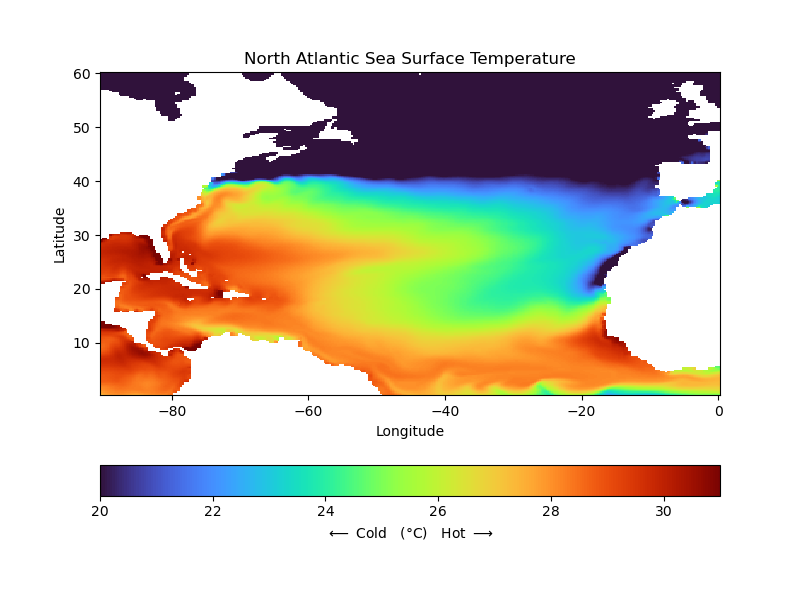 North Atlantic Sea Surface Temperature
60
50
40
30
20
10
Latitude
−80 −60 −40 −20 0
Longitude
20 22 24 26 28 30
⟵ Cold (°C) Hot ⟶